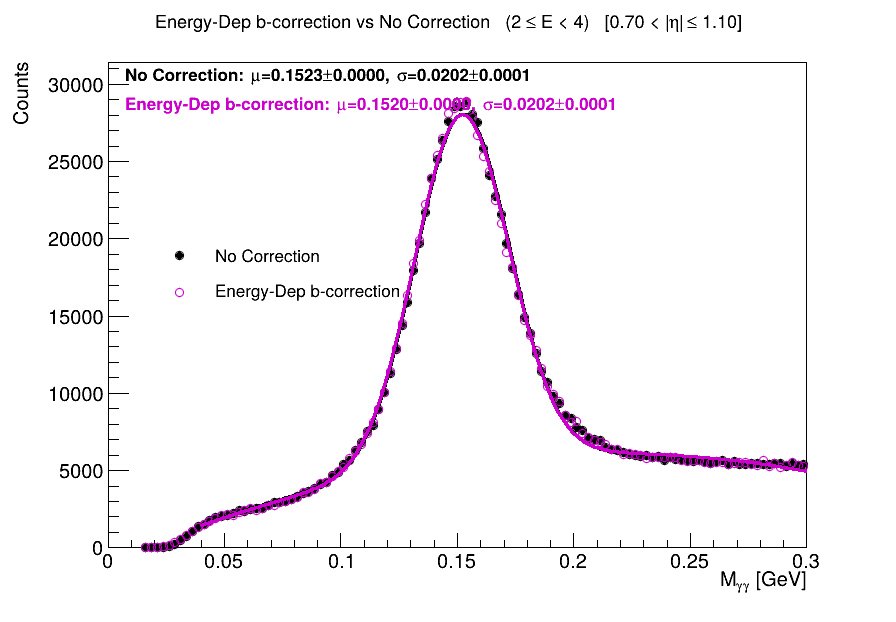 Energy-Dep b-correction vs No Correction (2 ≤ E < 4) [0.70 < |η| ≤ 1.10]
Counts
No Correction: μ=0.1523±0.0000, σ=0.0202±0.0001
Energy-Dep b-correction: μ=0.1520±0.0000, σ=0.0202±0.0001
No Correction
Energy-Dep b-correction
30000
25000
20000
15000
10000
5000
0
0 0.05 0.1 0.15 0.2 0.25 0.3
Mγγ [GeV]